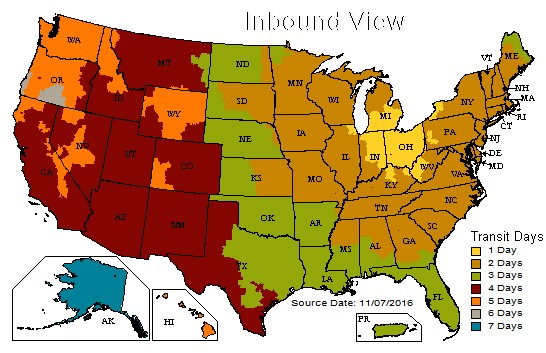 Inbound View
WA
MT
ND
MN
ME
VT
OR
ID
SD
WI
MI
NY
NH
MA
RI
CT
WY
IA
PA
NJ
NV
NE
IL
IN
OH
DE
MD
CA
UT
CO
KS
MO
KY
WV
VA
AZ
NM
OK
AR
TN
NC
SC
TX
LA
MS
AL
GA
FL
AK
HI
PR
Source Date: 11/07/2016
Transit Days
1 Day
2 Days
3 Days
4 Days
5 Days
6 Days
7 Days